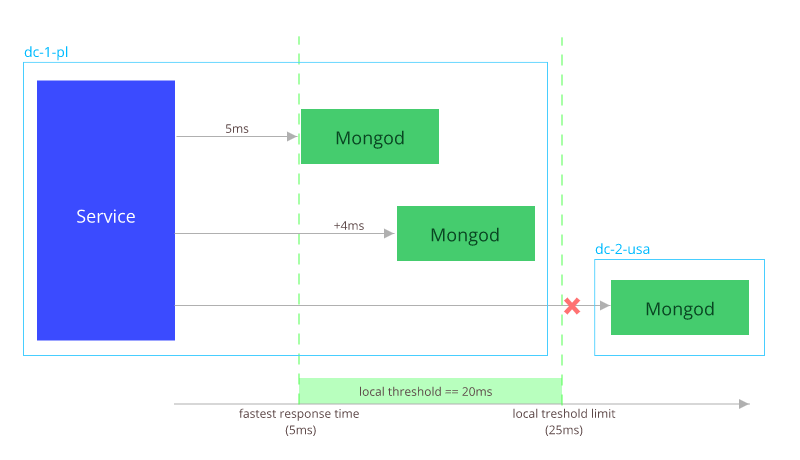 dc-1-pl
5ms
Mongod
Service
+4ms
Mongod
dc-2-usa
Mongod
local threshold == 20ms
fastest response time
(5ms)
local treshold limit
(25ms)